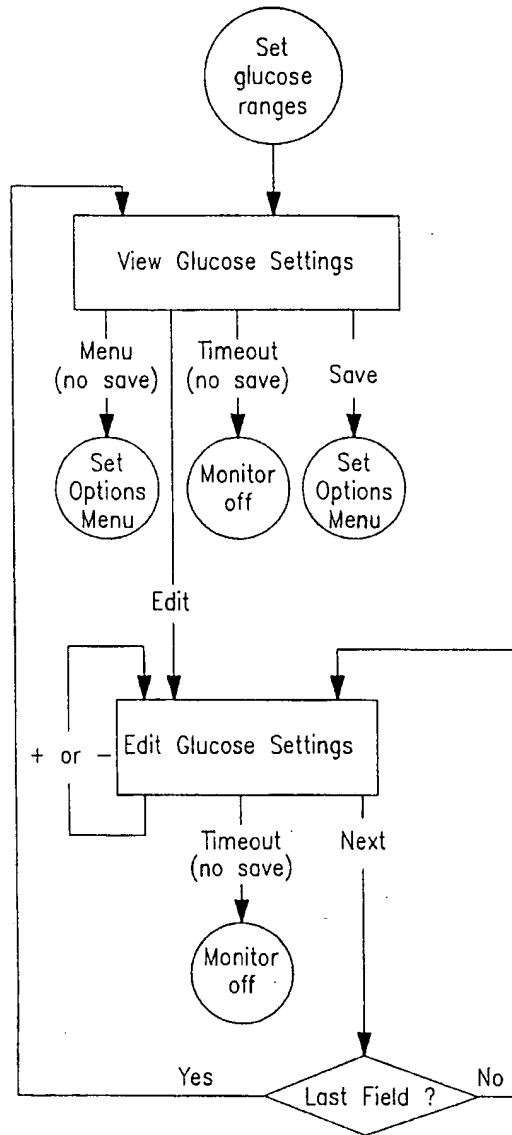 Set
glucose
ranges
View Glucose Settings
Menu
(no save)
Timeout
(no save)
Save
Set
Options
Menu
Monitor
off
Set
Options
Menu
Edit
+ or -
Edit Glucose Settings
Timeout
(no save)
Next
Monitor
off
Yes
Last Field ?
No